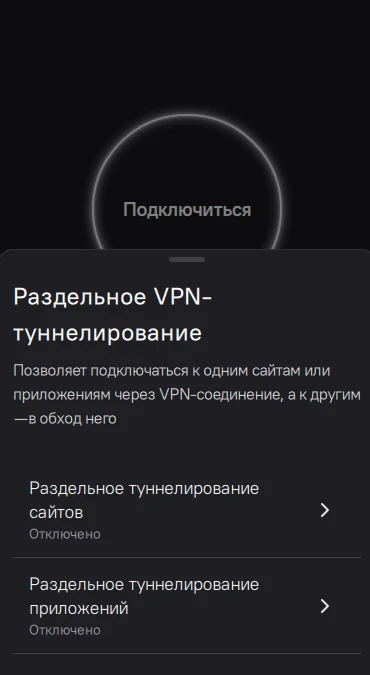 Подключиться
Раздельное VPN-
туннелирование
Позволяет подключаться к одним сайтам или
приложениям через VPN-соединение, а к другим
—в обход него
Раздельное туннелирование
сайтов
Отключено
Раздельное туннелирование
приложений
Отключено